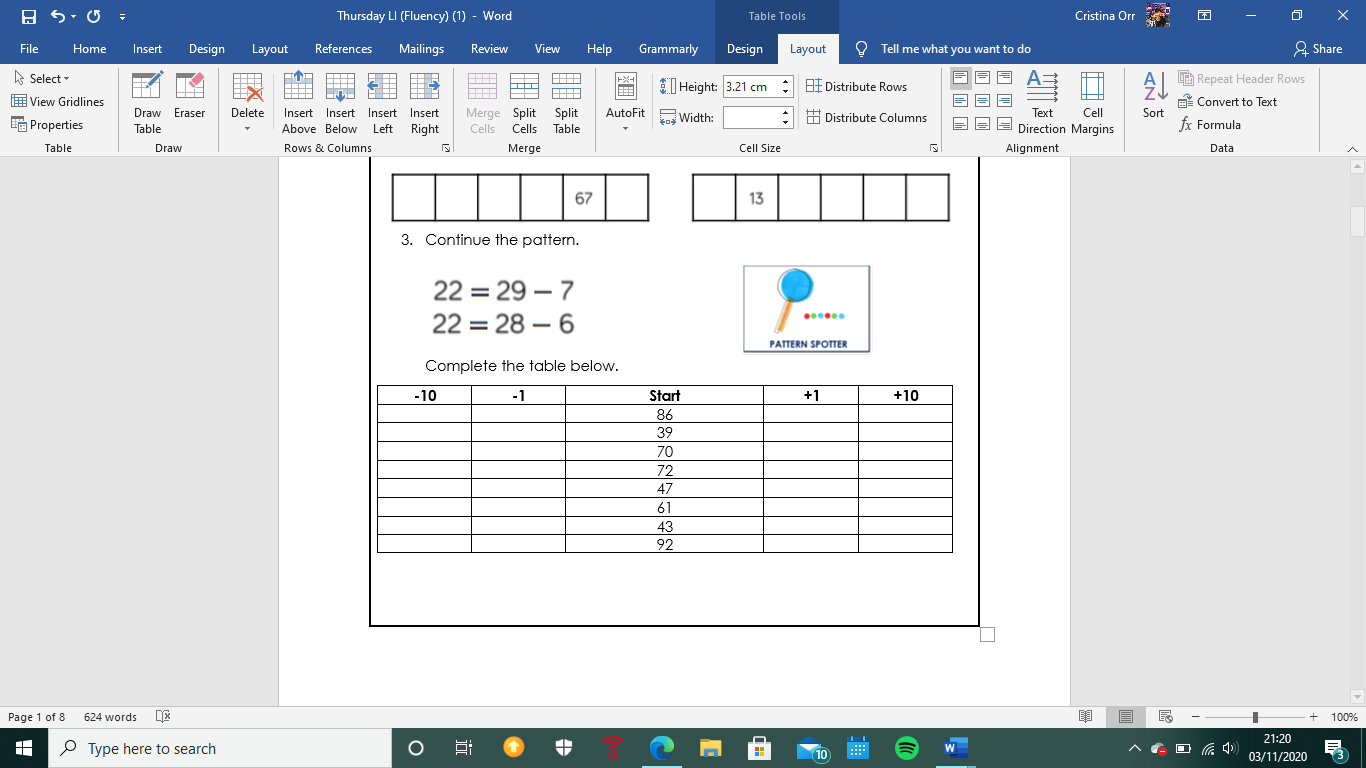 Thursday LI (Fluency) (1) - Word
Table Tools
Cristina Orr
File Home Insert Design Layout References Mailings Review View Help Grammarly Design Layout Tell me what you want to do Share
Select
View Gridlines
Properties
Table
Draw Table
Eraser
Draw
Delete
Insert Above
Insert Below
Insert Left
Insert Right
Rows & Columns
Merge Cells
Split Cells
Split Table
Merge
AutoFit
Height: 3.21 cm
Width:
Distribute Rows
Distribute Columns
Cell Size
Text Direction
Cell Margins
Alignment
Sort
Repeat Header Rows
Convert to Text
Formula
Data
67 13
3. Continue the pattern.
22 = 29 – 7
22 = 28 – 6
PATTERN SPOTTER
Complete the table below.
-10 -1 Start +1 +10
86
39
70
72
47
61
43
92
Page 1 of 8 624 words 100%
Type here to search
10
21:20
03/11/2020
3